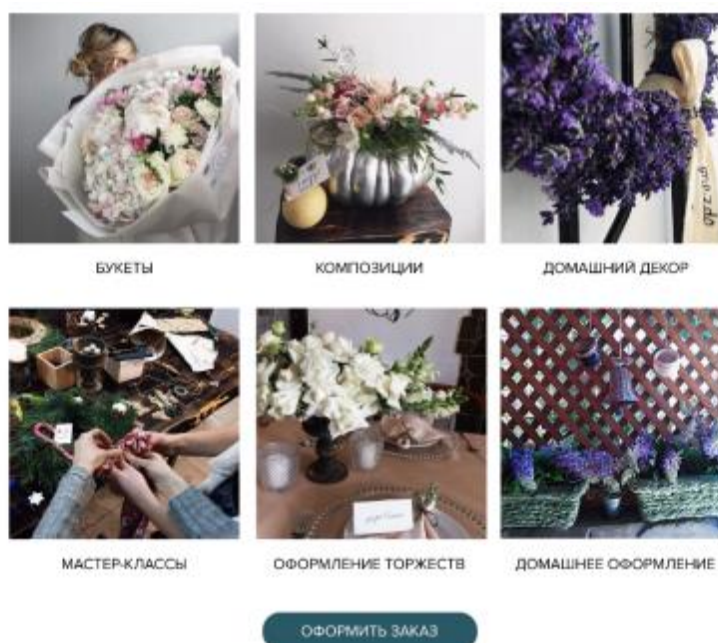 БУКЕТЫ
КОМПОЗИЦИИ
ДОМАШНИЙ ДЕКОР
МАСТЕР-КЛАССЫ
ОФОРМЛЕНИЕ ТОРЖЕСТВ
ДОМАШНЕЕ ОФОРМЛЕНИЕ
ОФОРМИТЬ ЗАКАЗ